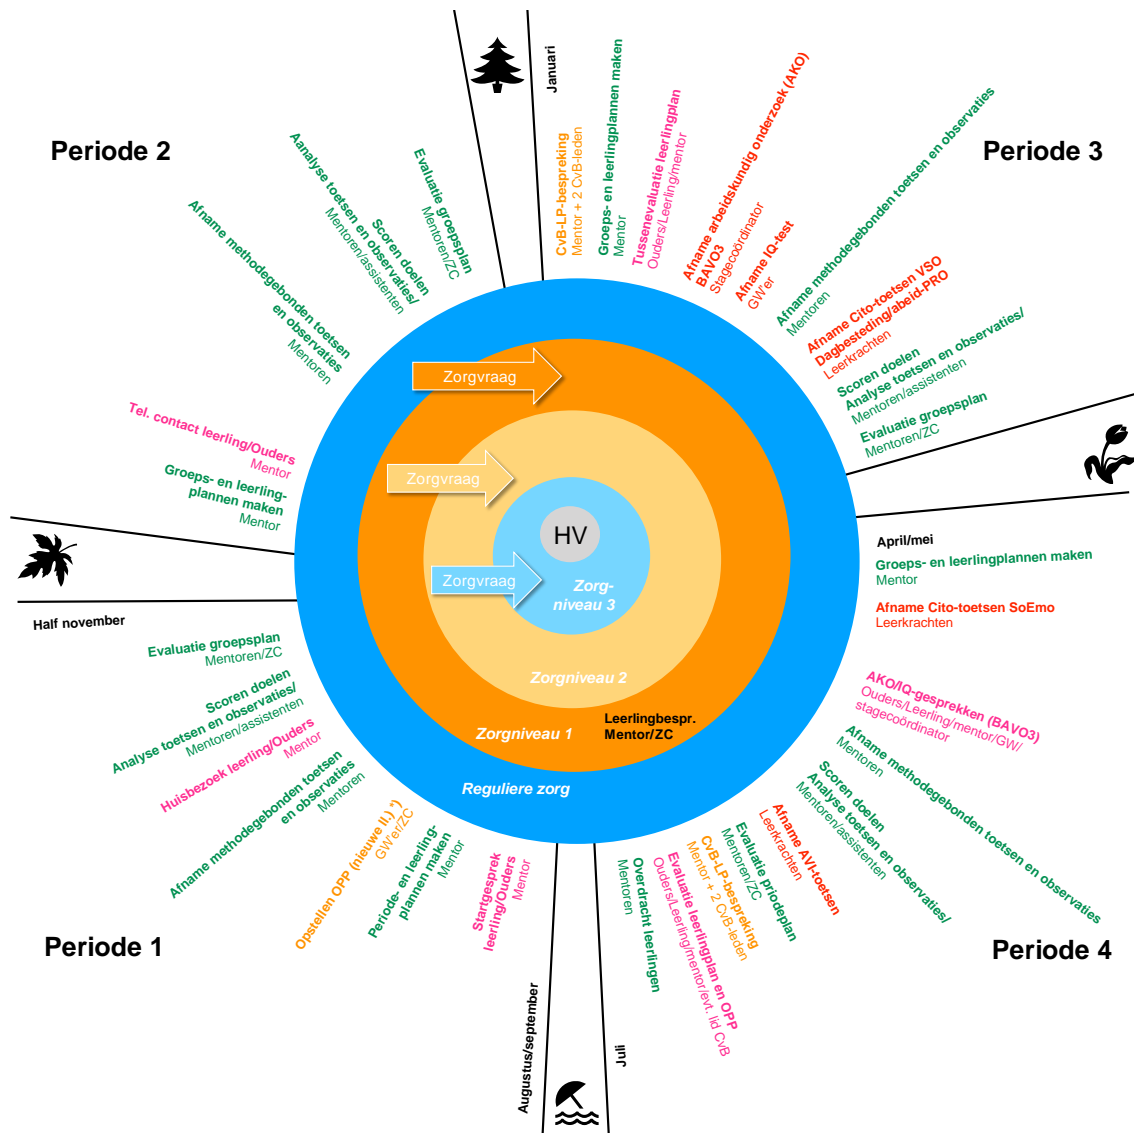 Periode 2
Aanalyse toetsen en observaties/
Scoren doelen
Mentoren/assistenten
Evaluatie groepsplan
Mentoren/ZC
Afname methodegebonden toetsen
en observaties
Mentoren
Tel. contact leerling/Ouders
Mentor
Groeps- en leerling-
plannen maken
Mentor
Januari
CvB-LP-bespreking
Mentor + 2 CvB-leden
Groeps- en leerlingplannen maken
Mentor
Tussenevaluatie leerlingplan
Ouders/Leerling/mentor
Afname arbeidskundig onderzoek (AKO)
BAVO3
Stagecoördinator
Afname IQ-test
GW'er
Periode 3
Afname methodegebonden toetsen en observaties
Mentoren
Afname Cito-toetsen VSO
Dagbesteding/abeid-PRO
Leerkrachten
Scoren doelen
Analyse toetsen en observaties/
Mentoren/assistenten
Evaluatie groepsplan
Mentoren/ZC
April/mei
Groeps- en leerlingplannen maken
Mentor
Afname Cito-toetsen SoEmo
Leerkrachten
AKO/IQ-gesprekken (BAVO3)
Ouders/Leerling/mentor/GW/
stagecoördinator
Afname methodegebonden toetsen en observaties
Mentoren
Scoren doelen
Analyse toetsen en observaties/
Mentoren/assistenten
Afname AVI-toetsen
Leerkrachten
Evaluatie priodeplan
Mentoren/ZC
CvB-LP-bespreking
Mentor + 2 CvB-leden
Evaluatie leerlingplan en OPP
Ouders/Leerling/mentor/evt. lid CvB
Overdracht leerlingen
Mentoren
Periode 4
Juli
Augustus/september
Startgesprek
leerling/Ouders
Mentor
Periode- en leerling-
plannen maken
Mentor
Opstellen OPP (nieuwe ll.) *)
GW'er/ZC
Periode 1
Afname methodegebonden toetsen
en observaties
Mentoren
Huisbezoek leerling/Ouders
Mentor
Scoren doelen
Analyse toetsen en observaties/
Mentoren/assistenten
Evaluatie groepsplan
Mentoren/ZC
Half november
Zorgvraag
Zorgvraag
HV
Zorgvraag
Zorg-
niveau 3
Zorgniveau 2
Leerlingbespr.
Mentor/ZC
Zorgniveau 1
Reguliere zorg